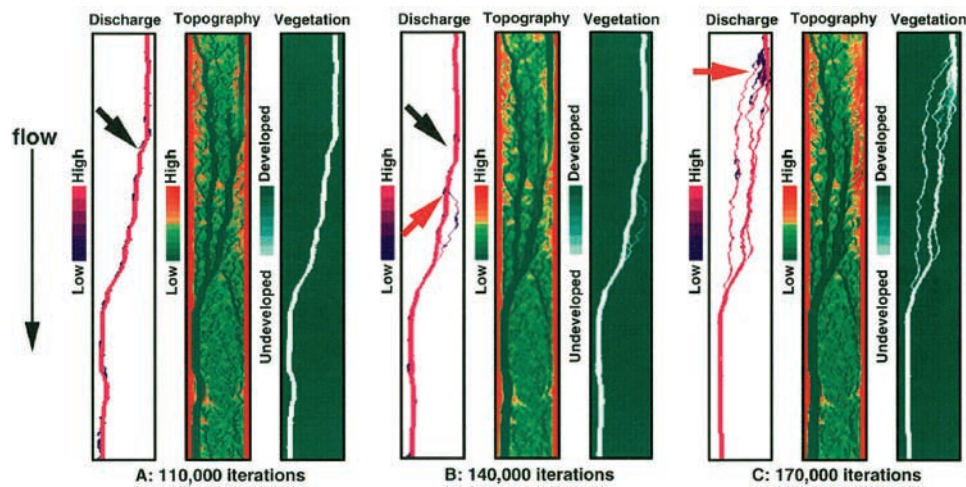 Discharge Topography Vegetation
Discharge Topography Vegetation
Discharge Topography Vegetation
flow
High
Low
High
Low
Developed
Undeveloped
High
Low
High
Low
Developed
Undeveloped
High
Low
High
Low
Developed
Undeveloped
A: 110,000 iterations
B: 140,000 iterations
C: 170,000 iterations